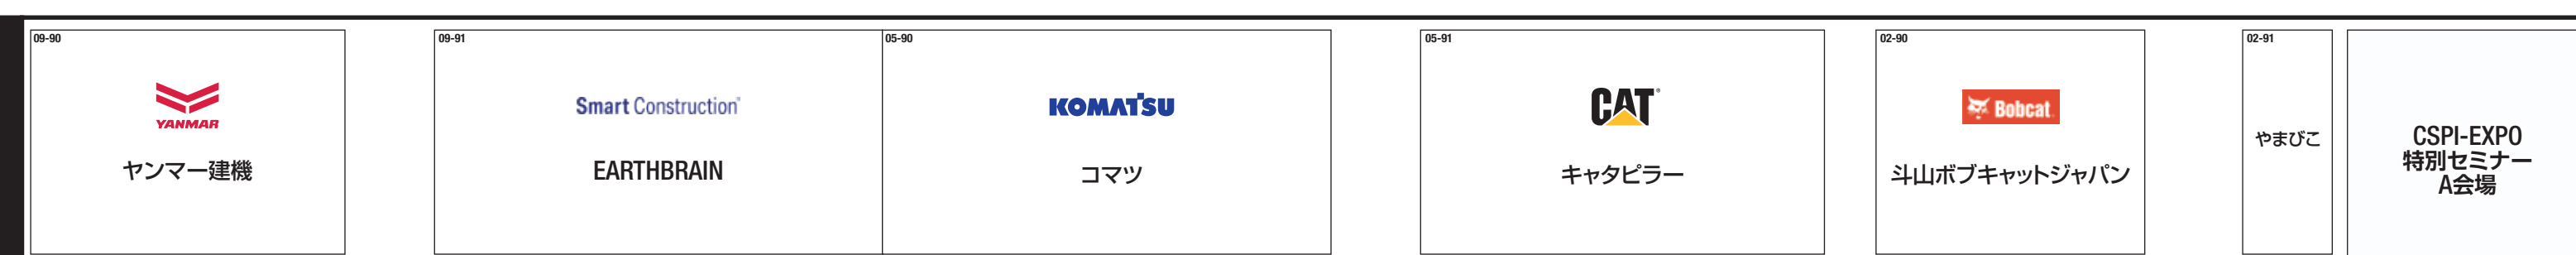 09-90
YANMAR
ヤンマー建機
09-91
Smart Construction®
EARTHBRAIN
05-90
KOMATSU
コマツ
05-91
CAT®
キャタピラー
02-90
Bobcat.
斗山ボブキャットジャパン
02-91
やまびこ
CSPI-EXPO
特別セミナー
A会場